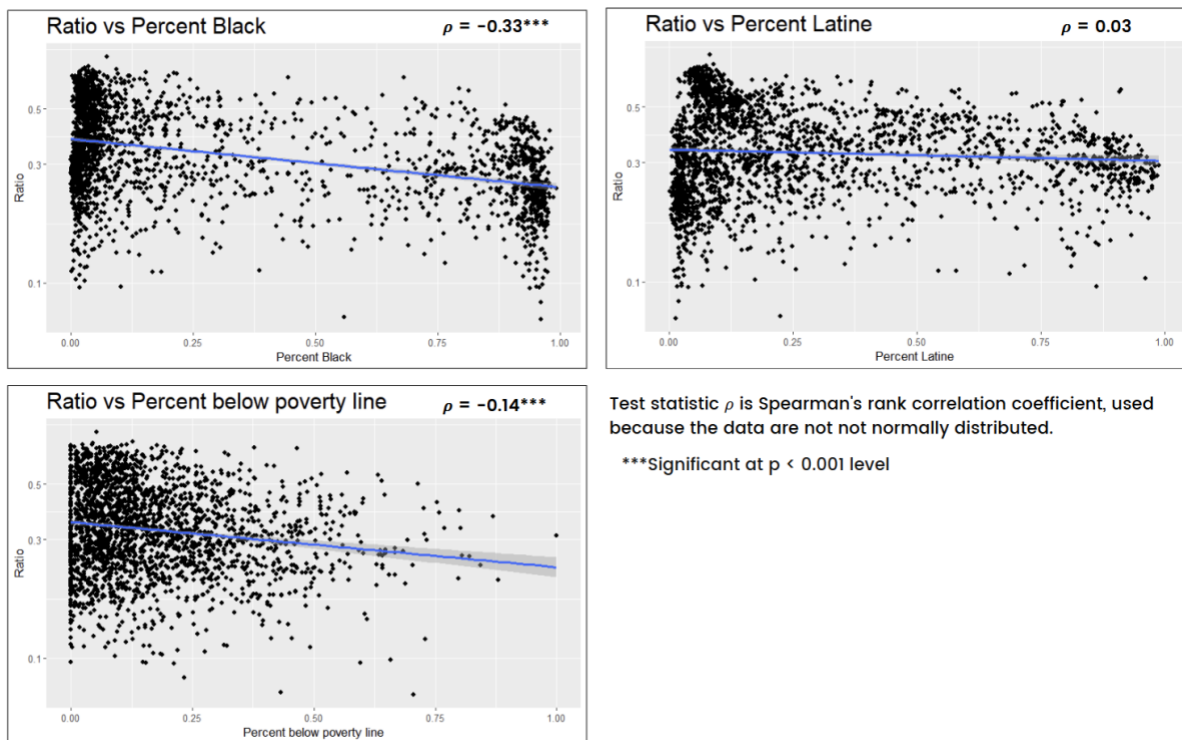 Ratio vs Percent Black
ρ = -0.33***
Ratio
0.5
0.3
0.1
0.00 0.25 0.50 0.75 1.00
Percent Black
Ratio vs Percent Latine
ρ = 0.03
Ratio
0.5
0.3
0.1
0.00 0.25 0.50 0.75 1.00
Percent Latine
Ratio vs Percent below poverty line
ρ = -0.14***
Ratio
0.5
0.3
0.1
0.00 0.25 0.50 0.75 1.00
Percent below poverty line
Test statistic ρ is Spearman's rank correlation coefficient, used
because the data are not not normally distributed.
***Significant at p < 0.001 level